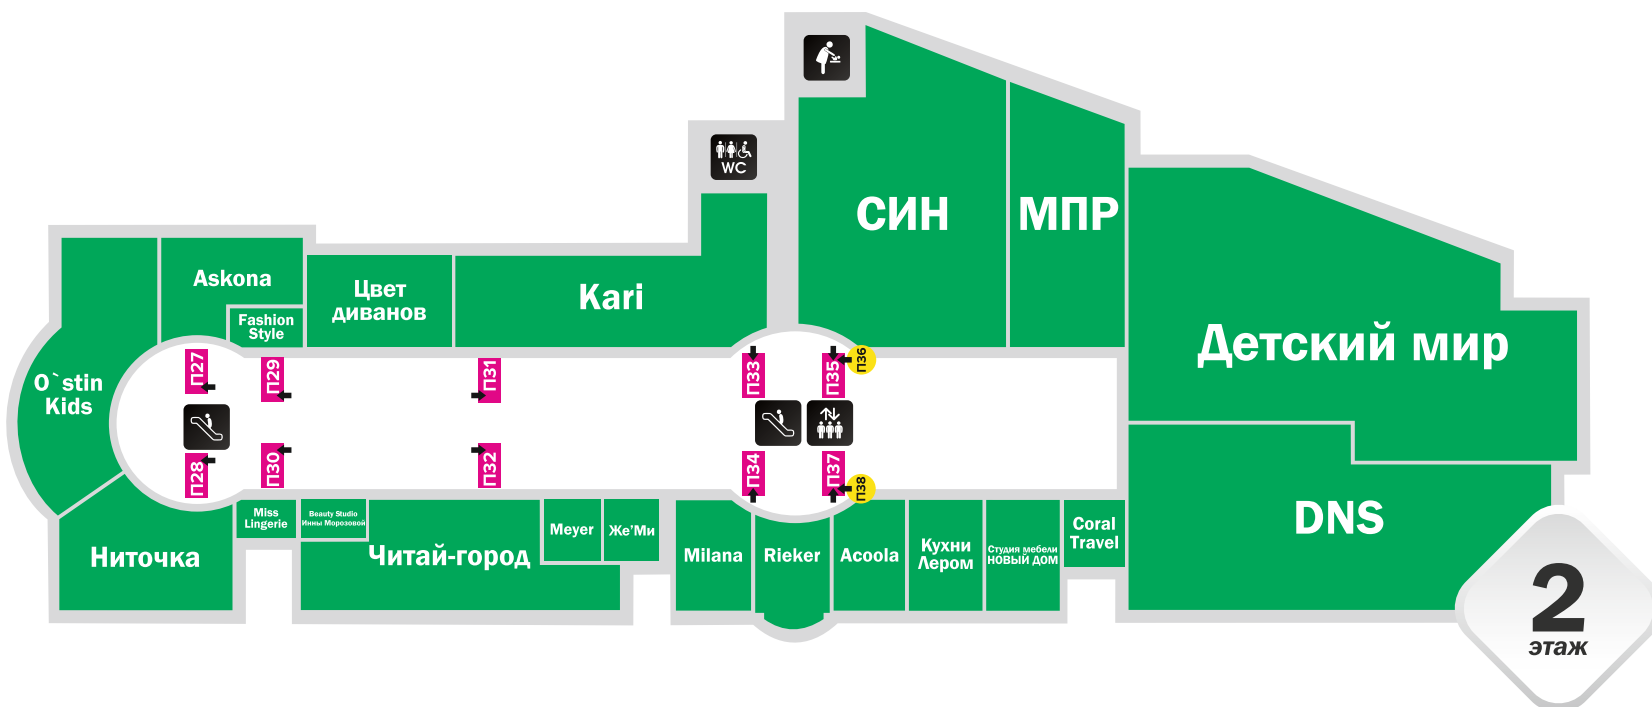 WC
СИН
МПР
Askona
Fashion
Style
Цвет
диванов
Kari
Детский мир
O`stin
Kids
П27
П29
П31
П33
П35
П36
П28
П30
П32
П34
П37
П38
Miss
Lingerie
Beauty Studio
Инны Морозовой
Ниточка
Читай-город
Meyer
Же'Ми
Milana
Rieker
Acoola
Кухни
Лером
Студия мебели
НОВЫЙ ДОМ
Coral
Travel
DNS
2
этаж